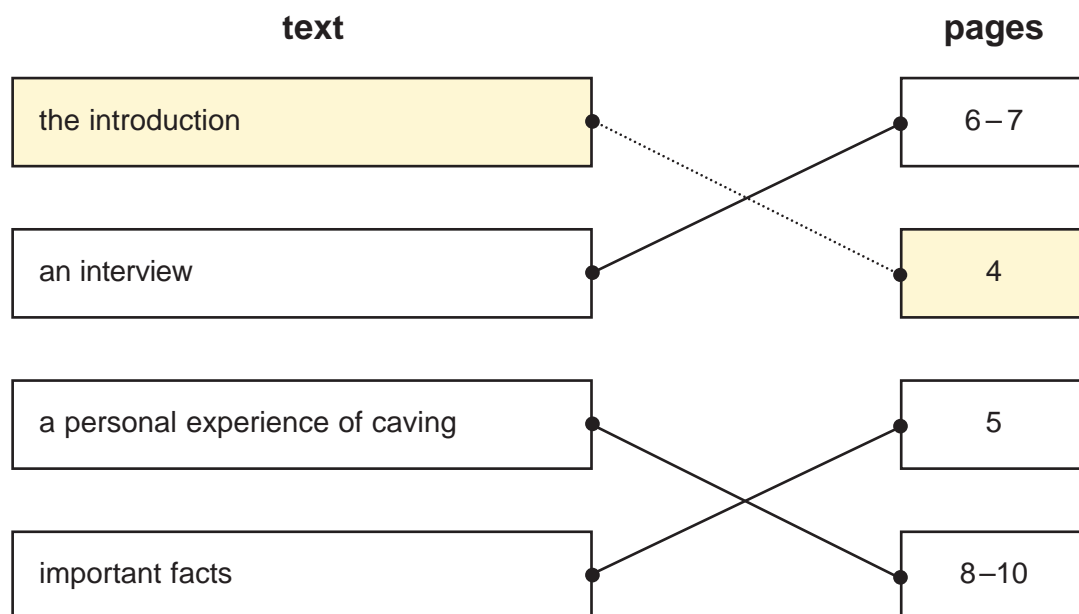 text pages
the introduction 6–7
an interview 4
a personal experience of caving 5
important facts 8–10